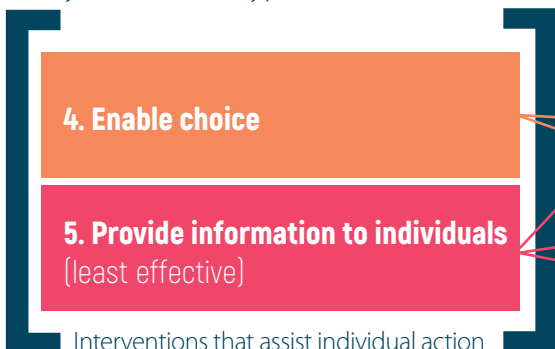 4. Enable choice
5. Provide information to individuals
(least effective)
Interventions that assist individual action